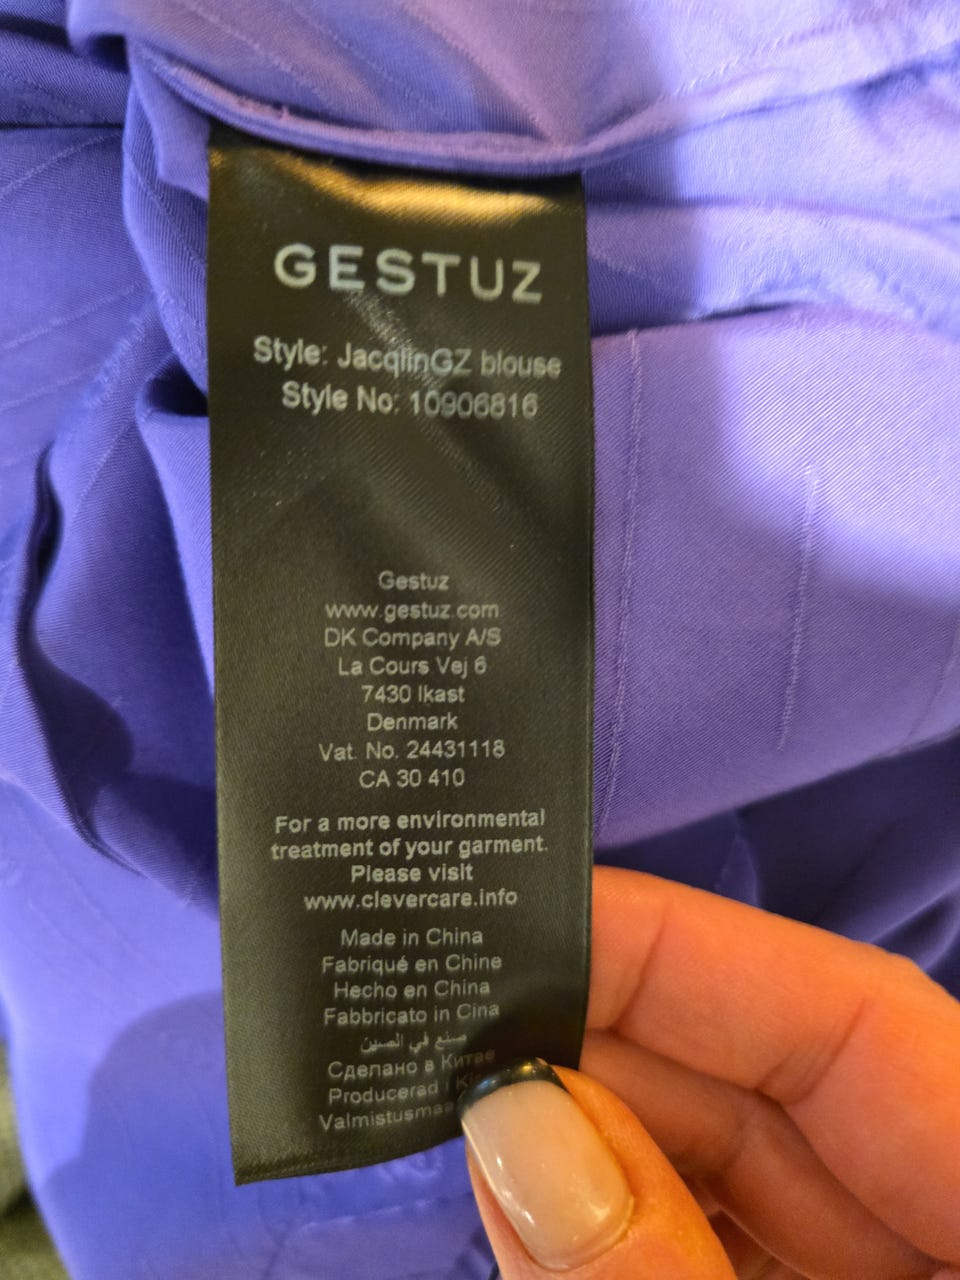 GESTUZ
Style: JacqlinGZ blouse
Style No: 10906816
Gestuz
www.gestuz.com
DK Company A/S
La Cours Vej 6
7430 Ikast
Denmark
Vat. No. 24431118
CA 30 410
For a more environmental
treatment of your garment.
Please visit
www.clevercare.info
Made in China
Fabriqué en Chine
Hecho en China
Fabbricato in Cina
صنع في الصين
Сделано в Китае
Producerad